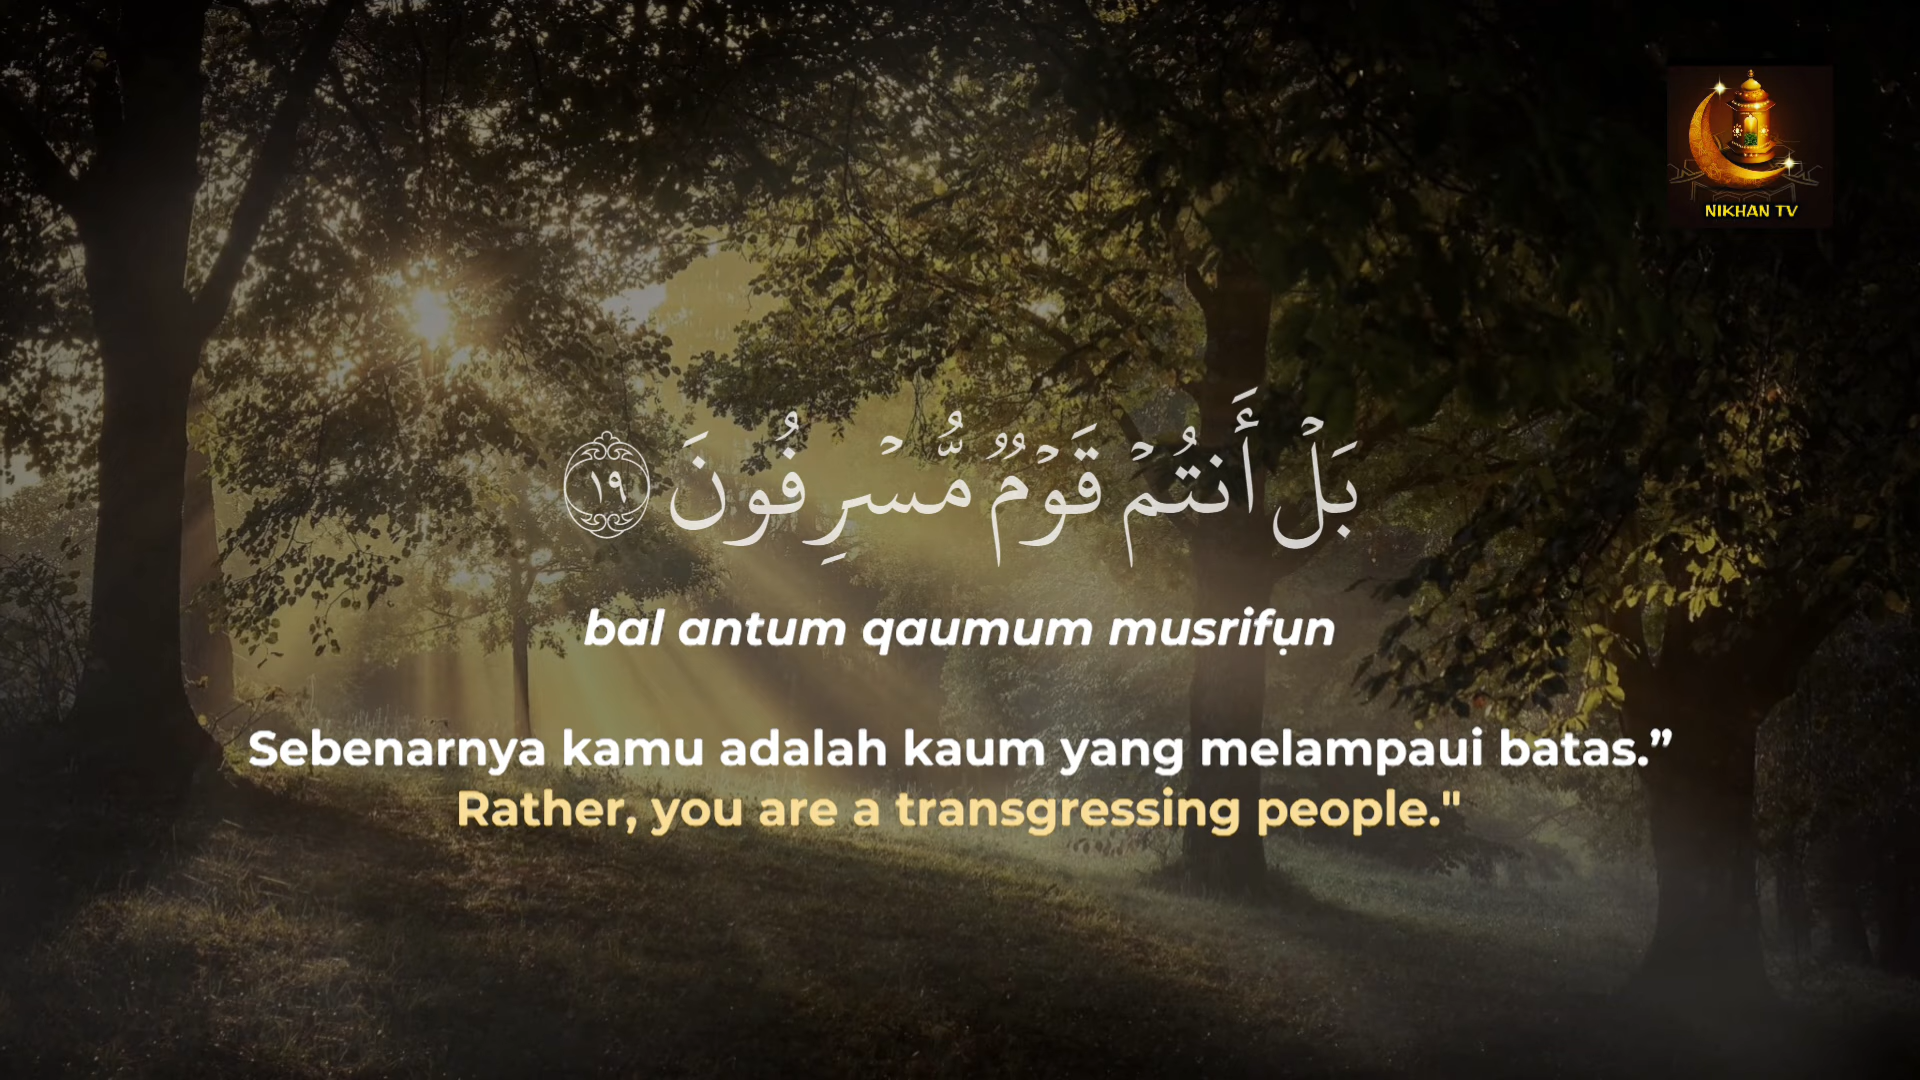 NIKHAN TV
بَلْ أَنتُمْ قَوْمٌ مُّسْرِفُونَ ١٩
bal antum qaumum musrifụn
Sebenarnya kamu adalah kaum yang melampaui batas.”
Rather, you are a transgressing people."